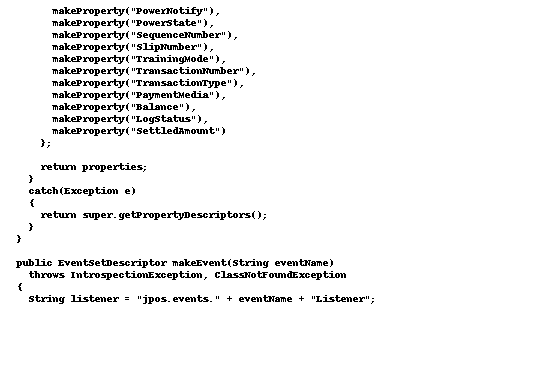 makeProperty("PowerNotify"),
makeProperty("PowerState"),
makeProperty("SequenceNumber"),
makeProperty("SlipNumber"),
makeProperty("TrainingMode"),
makeProperty("TransactionNumber"),
makeProperty("TransactionType"),
makeProperty("PaymentMedia"),
makeProperty("Balance"),
makeProperty("LogStatus"),
makeProperty("SettledAmount")
};
return properties;
}
catch(Exception e)
{
return super.getPropertyDescriptors();
}
}
public EventSetDescriptor makeEvent(String eventName)
throws IntrospectionException, ClassNotFoundException
{
String listener = "jpos.events." + eventName + "Listener";